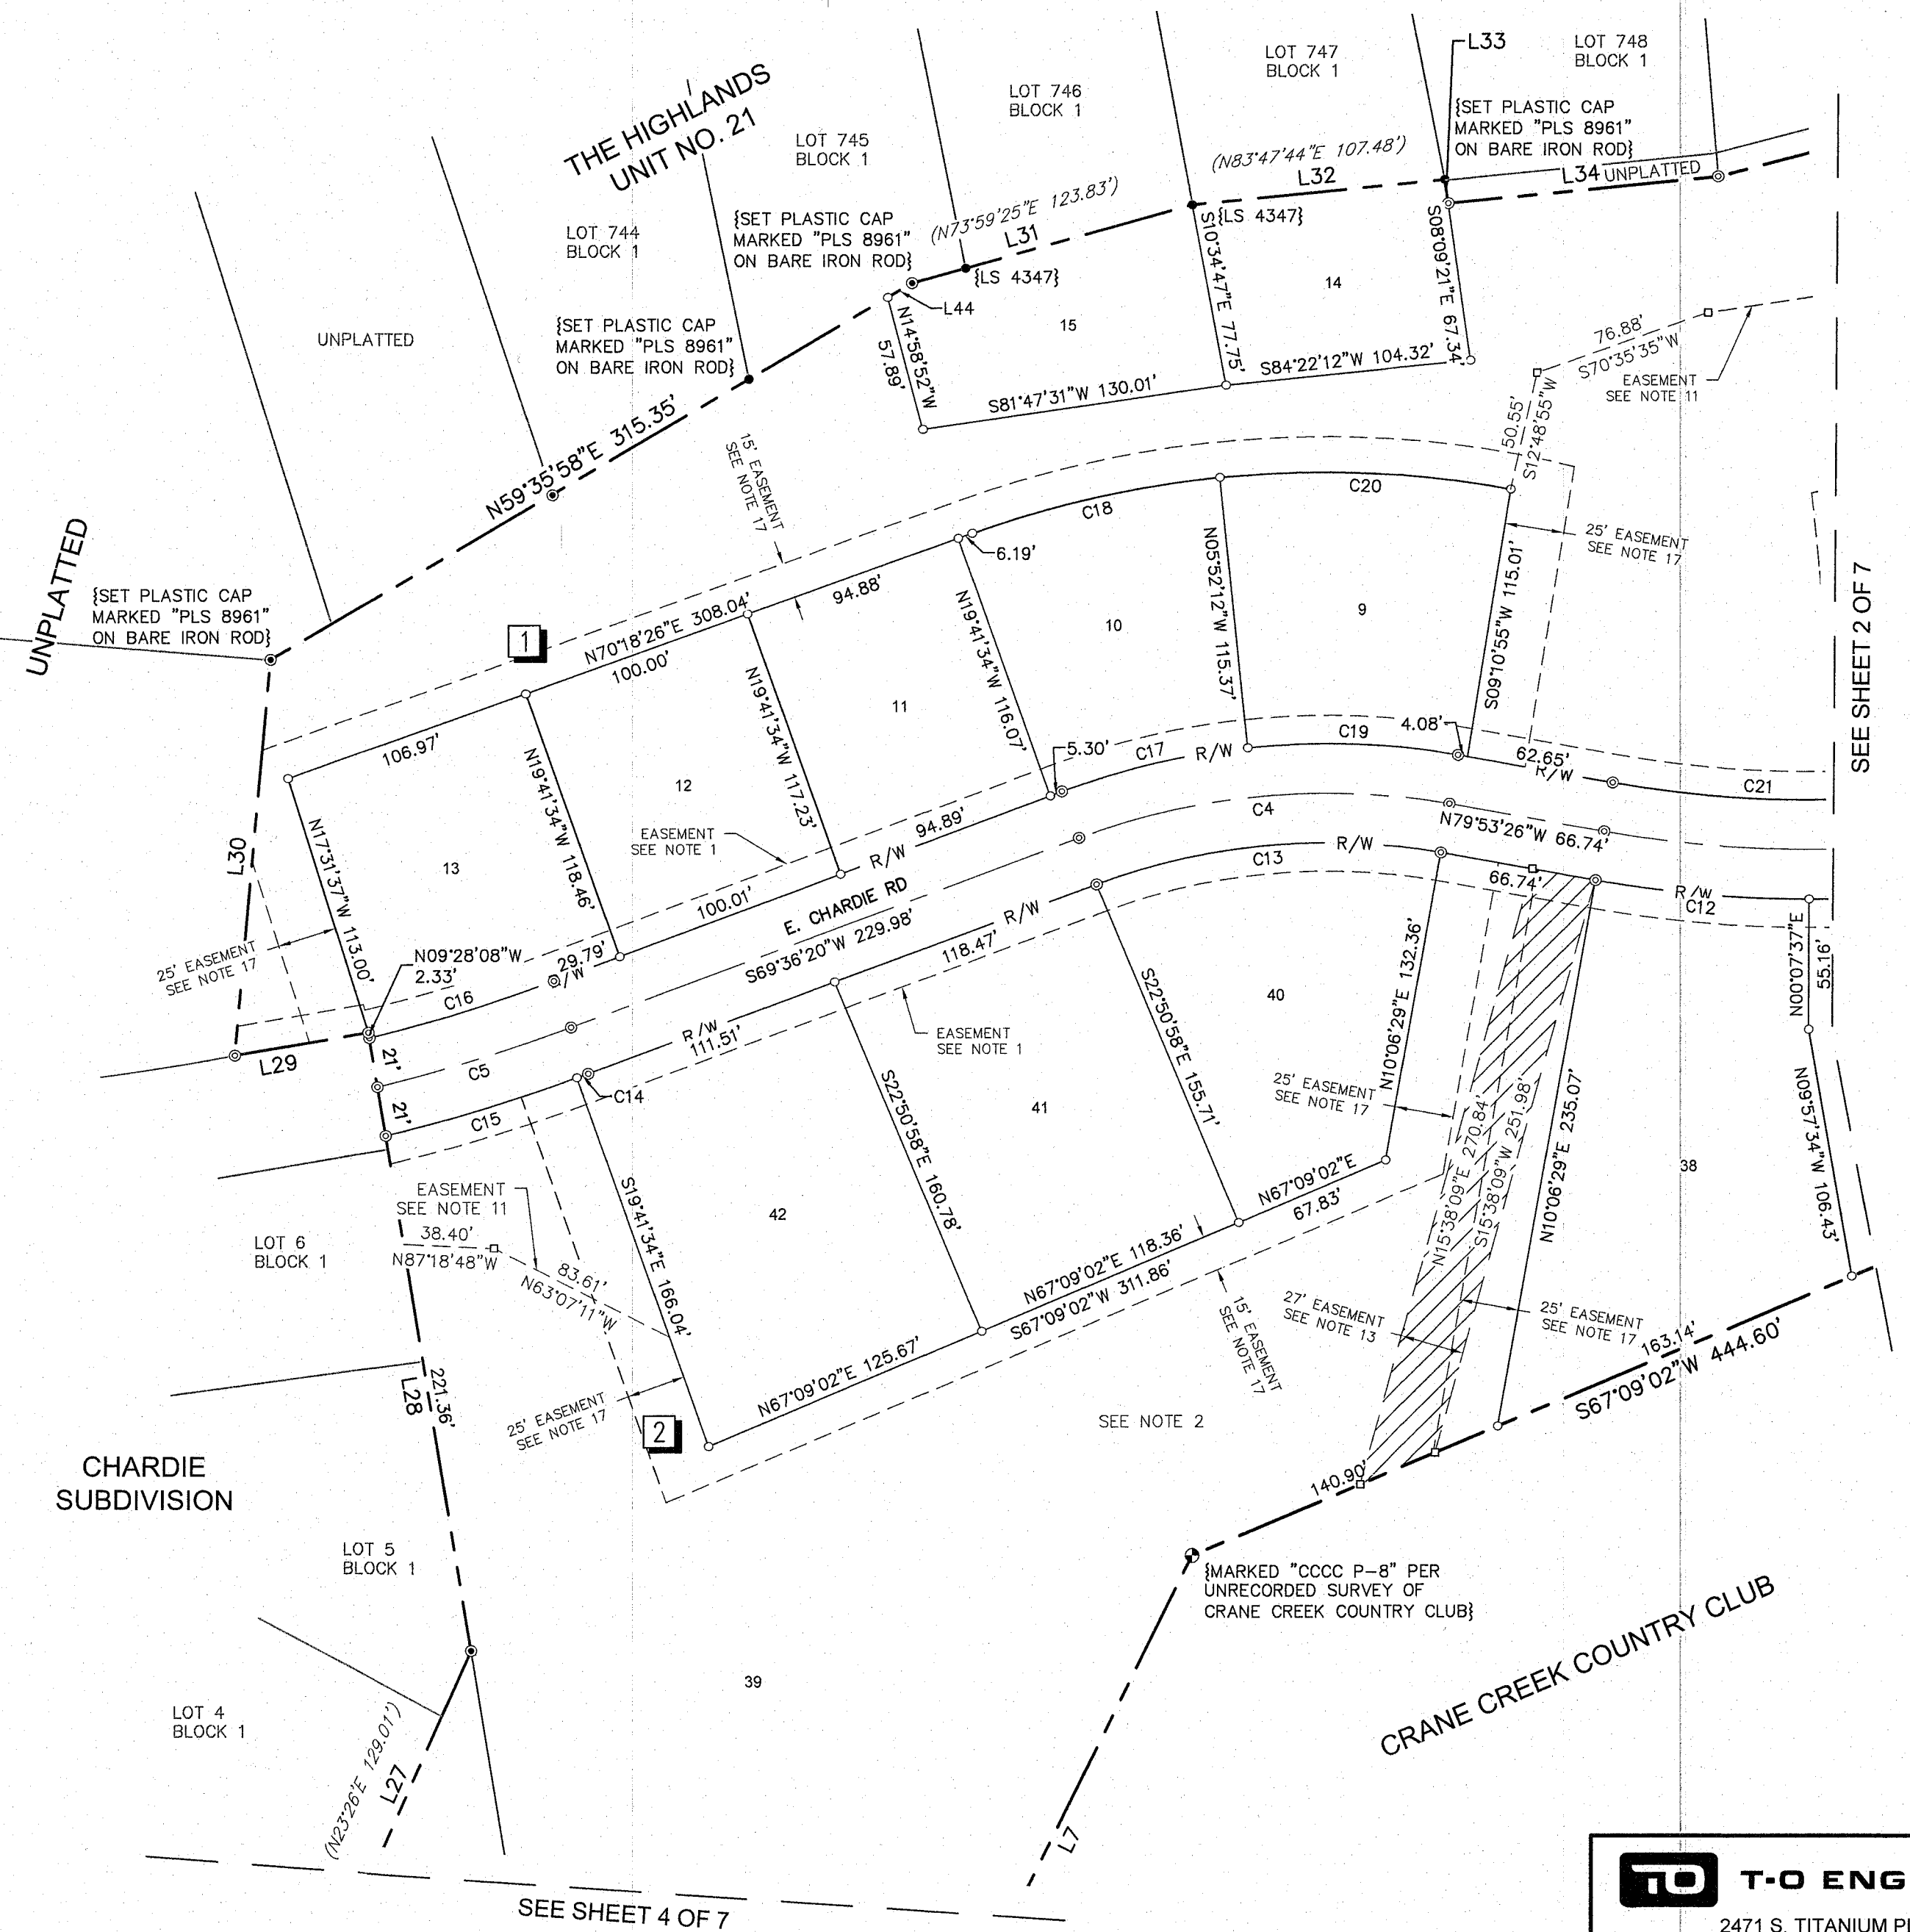 LOT 747
BLOCK 1
L33
LOT 748
BLOCK 1
LOT 746
BLOCK 1
THE HIGHLANDS
UNIT NO. 21
LOT 745
BLOCK 1
{SET PLASTIC CAP
MARKED "PLS 8961"
ON BARE IRON ROD}
(N83°47'44"E 107.48')
L32
L34
UNPLATTED
LOT 744
BLOCK 1
{SET PLASTIC CAP
MARKED "PLS 8961"
ON BARE IRON ROD}
(N73°59'25"E 123.83')
L31
{LS 4347}
{LS 4347}
S10°34'47"E 77.75'
S08°09'21"E 67.34'
14
L44
15
N14°58'52"W
57.89'
UNPLATTED
{SET PLASTIC CAP
MARKED "PLS 8961"
ON BARE IRON ROD}
S84°22'12"W 104.32'
S81°47'31"W 130.01'
76.88'
S70°35'35"W
EASEMENT
SEE NOTE 11
50.55'
S12°48'55"W
N59°35'58"E 315.35'
15' EASEMENT
SEE NOTE 17
C18
C20
25' EASEMENT
SEE NOTE 17
UNPLATTED
{SET PLASTIC CAP
MARKED "PLS 8961"
ON BARE IRON ROD}
6.19'
94.88'
N05°52'12"W 115.37'
S09°10'55"W 115.01'
SEE SHEET 2 OF 7
1
N70°18'26"E 308.04'
100.00'
N19°41'34"W 116.07'
10
9
106.97'
N19°41'34"W 117.23'
11
5.30'
C17
R/W
C19
4.08'
62.65'
R/W
C21
N19°41'34"W 118.46'
12
EASEMENT
SEE NOTE 1
94.89'
R/W
C4
N79°53'26"W 66.74'
L30
N17°31'37"W 113.00'
13
100.01'
E. CHARDIE RD
C13
R/W
66.74'
R/W
C12
25' EASEMENT
SEE NOTE 17
N09°28'08"W
2.33'
29.79'
R/W
S69°36'20"W 229.98'
118.47'
R/W
N00°07'37"E
55.16'
C16
L29
21'
C5
R/W
111.51'
EASEMENT
SEE NOTE 1
S22°50'58"E 155.71'
40
N10°06'29"E 132.36'
21'
C15
C14
25' EASEMENT
SEE NOTE 17
S22°50'58"E 160.78'
41
N15°38'09"E 270.84'
S15°38'09"W 251.98'
N10°06'29"E 235.07'
38
N09°57'34"W 106.43'
EASEMENT
SEE NOTE 11
38.40'
N87°18'48"W
83.61'
N63°07'11"W
LOT 6
BLOCK 1
S19°41'34"E 166.04'
42
N67°09'02"E
67.83'
N67°09'02"E 118.36'
S67°09'02"W 311.86'
15' EASEMENT
SEE NOTE 17
27' EASEMENT
SEE NOTE 13
25' EASEMENT
SEE NOTE 17
163.14'
S67°09'02"W 444.60'
L28
221.36'
N67°09'02"E 125.67'
25' EASEMENT
SEE NOTE 17
2
SEE NOTE 2
CHARDIE
SUBDIVISION
140.90'
LOT 5
BLOCK 1
{MARKED "CCCC P-8" PER
UNRECORDED SURVEY OF
CRANE CREEK COUNTRY CLUB}
CRANE CREEK COUNTRY CLUB
39
LOT 4
BLOCK 1
(N23°26'E 129.01')
L27
L7
SEE SHEET 4 OF 7
TO T-O ENG
2471 S. TITANIUM PL